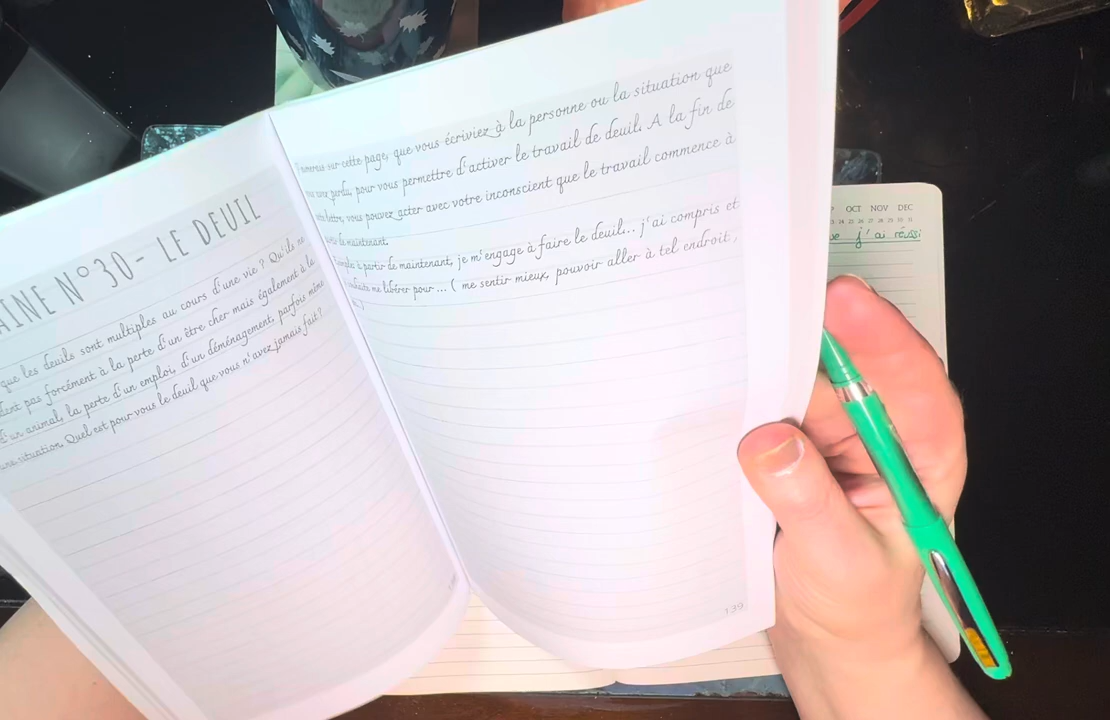 AINE N°30- LE DEUIL
que les deuils sont multiples au cours d'une vie ? Qu'ils ne
dent pas forcément à la perte d'un être cher mais également à la
d'un animal, la perte d'un emploi, d'un déménagement, parfois même
une situation. Quel est pour vous le deuil que vous n'avez jamais fait ?
sur cette page, que vous écriviez à la personne ou la situation que
avez perdu, pour vous permettre d'activer le travail de deuil. A la fin de
lettre, vous pouvez acter avec votre inconscient que le travail commence à
maintenant.
à partir de maintenant, je m'engage à faire le deuil... j'ai compris et
me libérer pour ... ( me sentir mieux, pouvoir aller à tel endroit ,
139
OCT NOV DEC
j'ai réussi